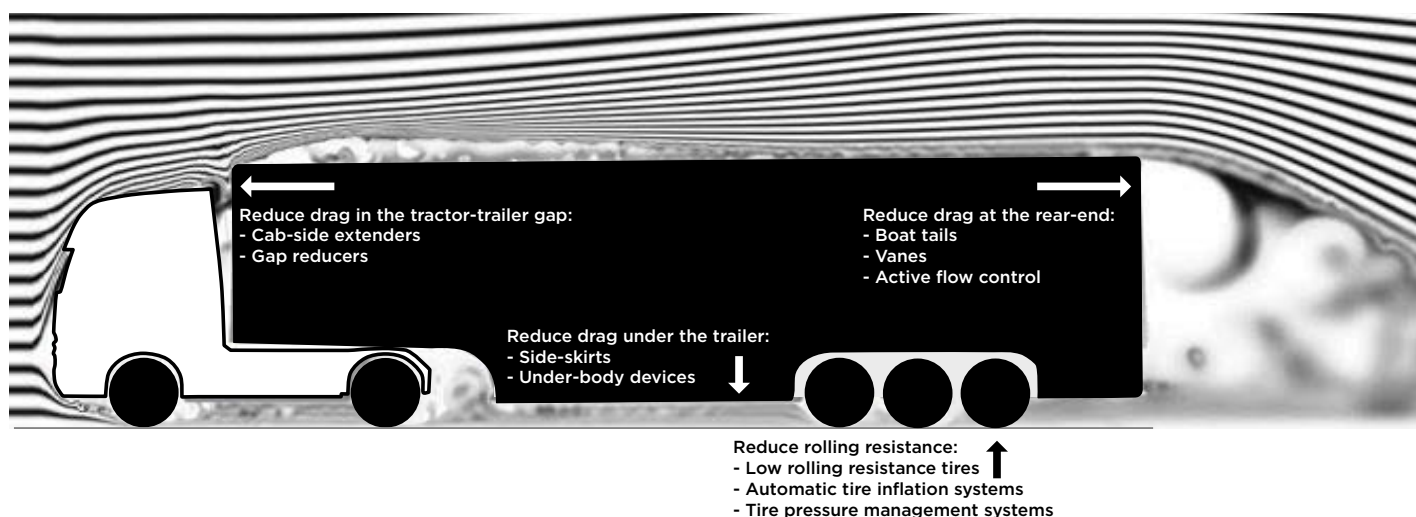 Reduce drag in the tractor-trailer gap:
- Cab-side extenders
- Gap reducers
Reduce drag at the rear-end:
- Boat tails
- Vanes
- Active flow control
Reduce drag under the trailer:
- Side-skirts
- Under-body devices
Reduce rolling resistance:
- Low rolling resistance tires
- Automatic tire inflation systems
- Tire pressure management systems